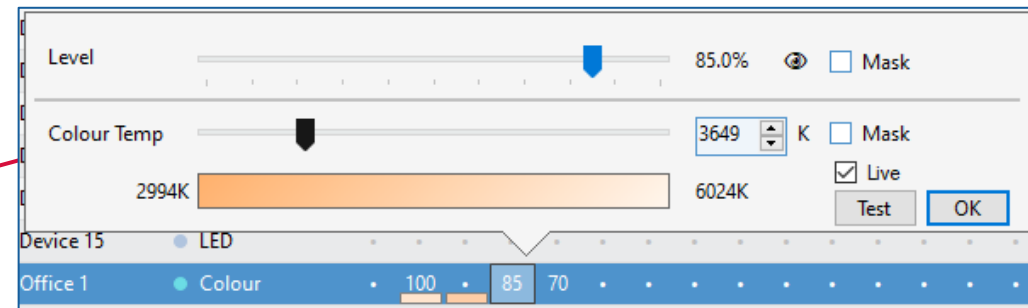 Level 85.0% Mask
Colour Temp 3649 K Mask
Live
2994K 6024K
Test OK
Device 15 LED
Office 1 Colour 100 85 70